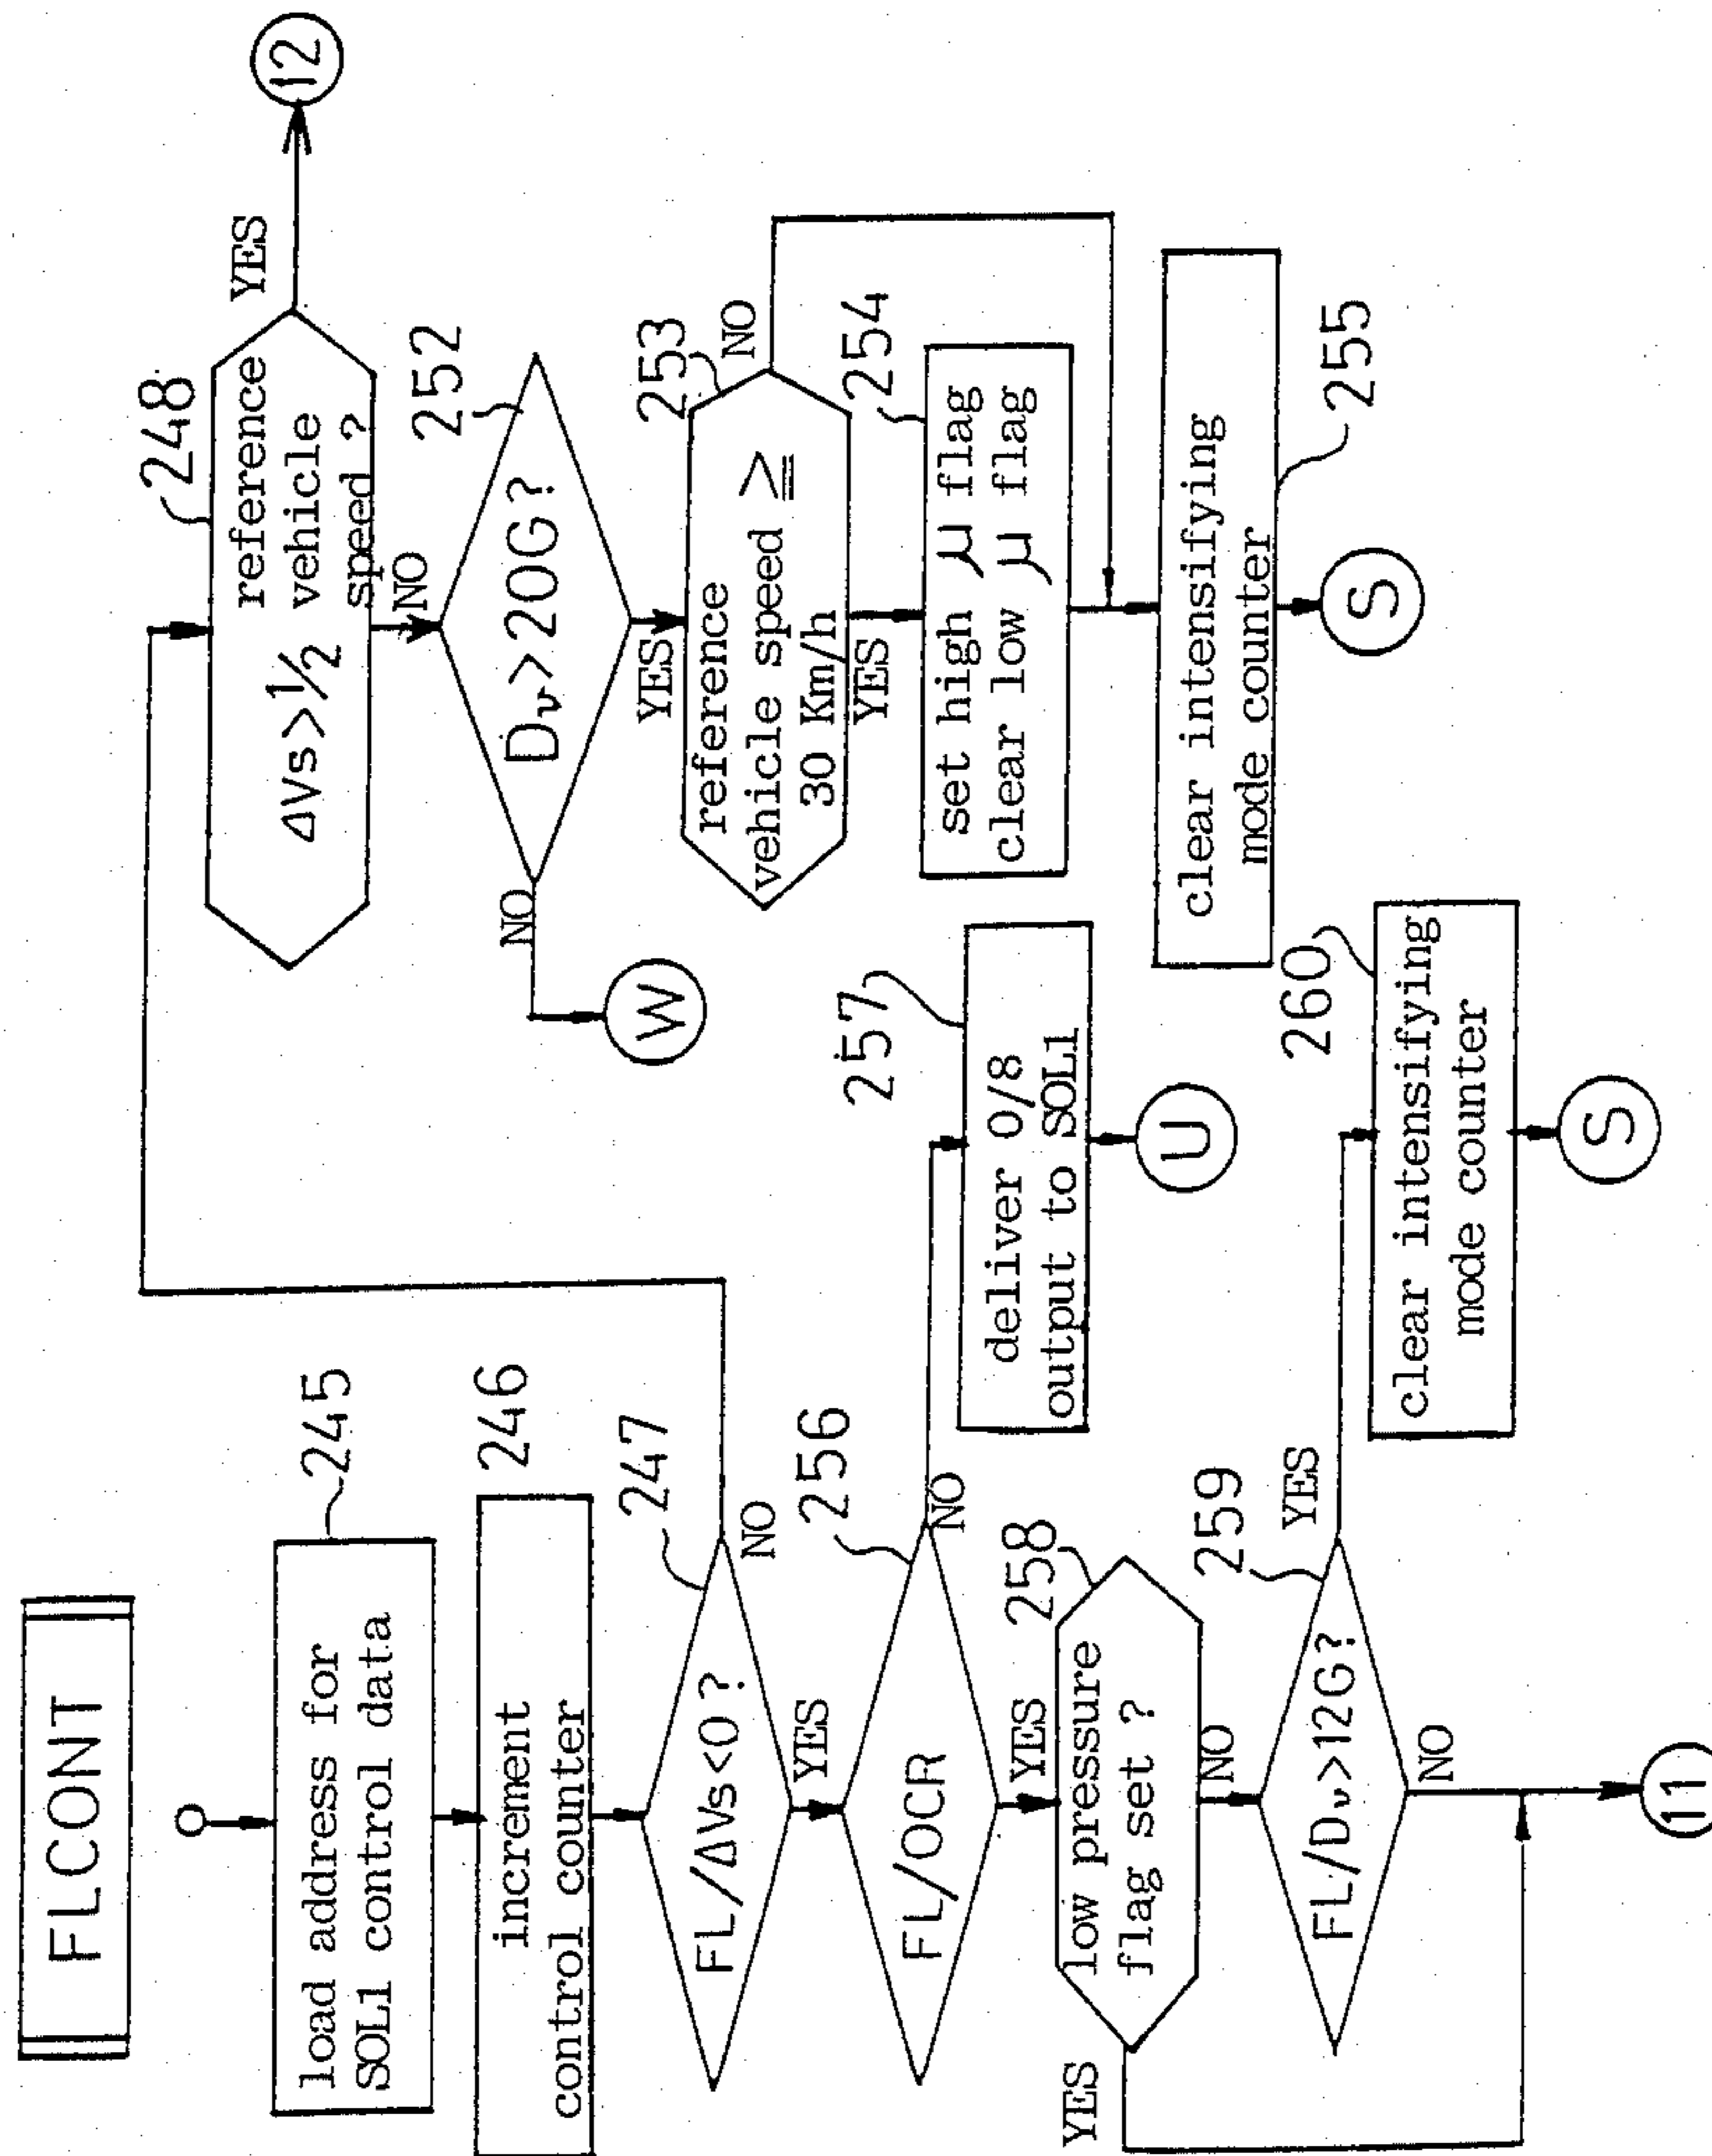 FLCONT
245
load address for
SOL1 control data
246
increment
control counter
247
FL/ΔVs<0 ?
NO
YES
256
FL/OCR
NO
YES
258
low pressure
flag set ?
YES
NO
259
FL/Dν>12G?
YES
NO
11
248
reference
ΔVs>1/2 vehicle
speed ?
YES
12
NO
252
Dν>20G?
NO
W
YES
253
reference
vehicle speed ≧
30 Km/h
NO
YES
254
set high μ flag
clear low μ flag
255
clear intensifying
mode counter
S
257
deliver 0/8
output to SOL1
U
260
clear intensifying
mode counter
S